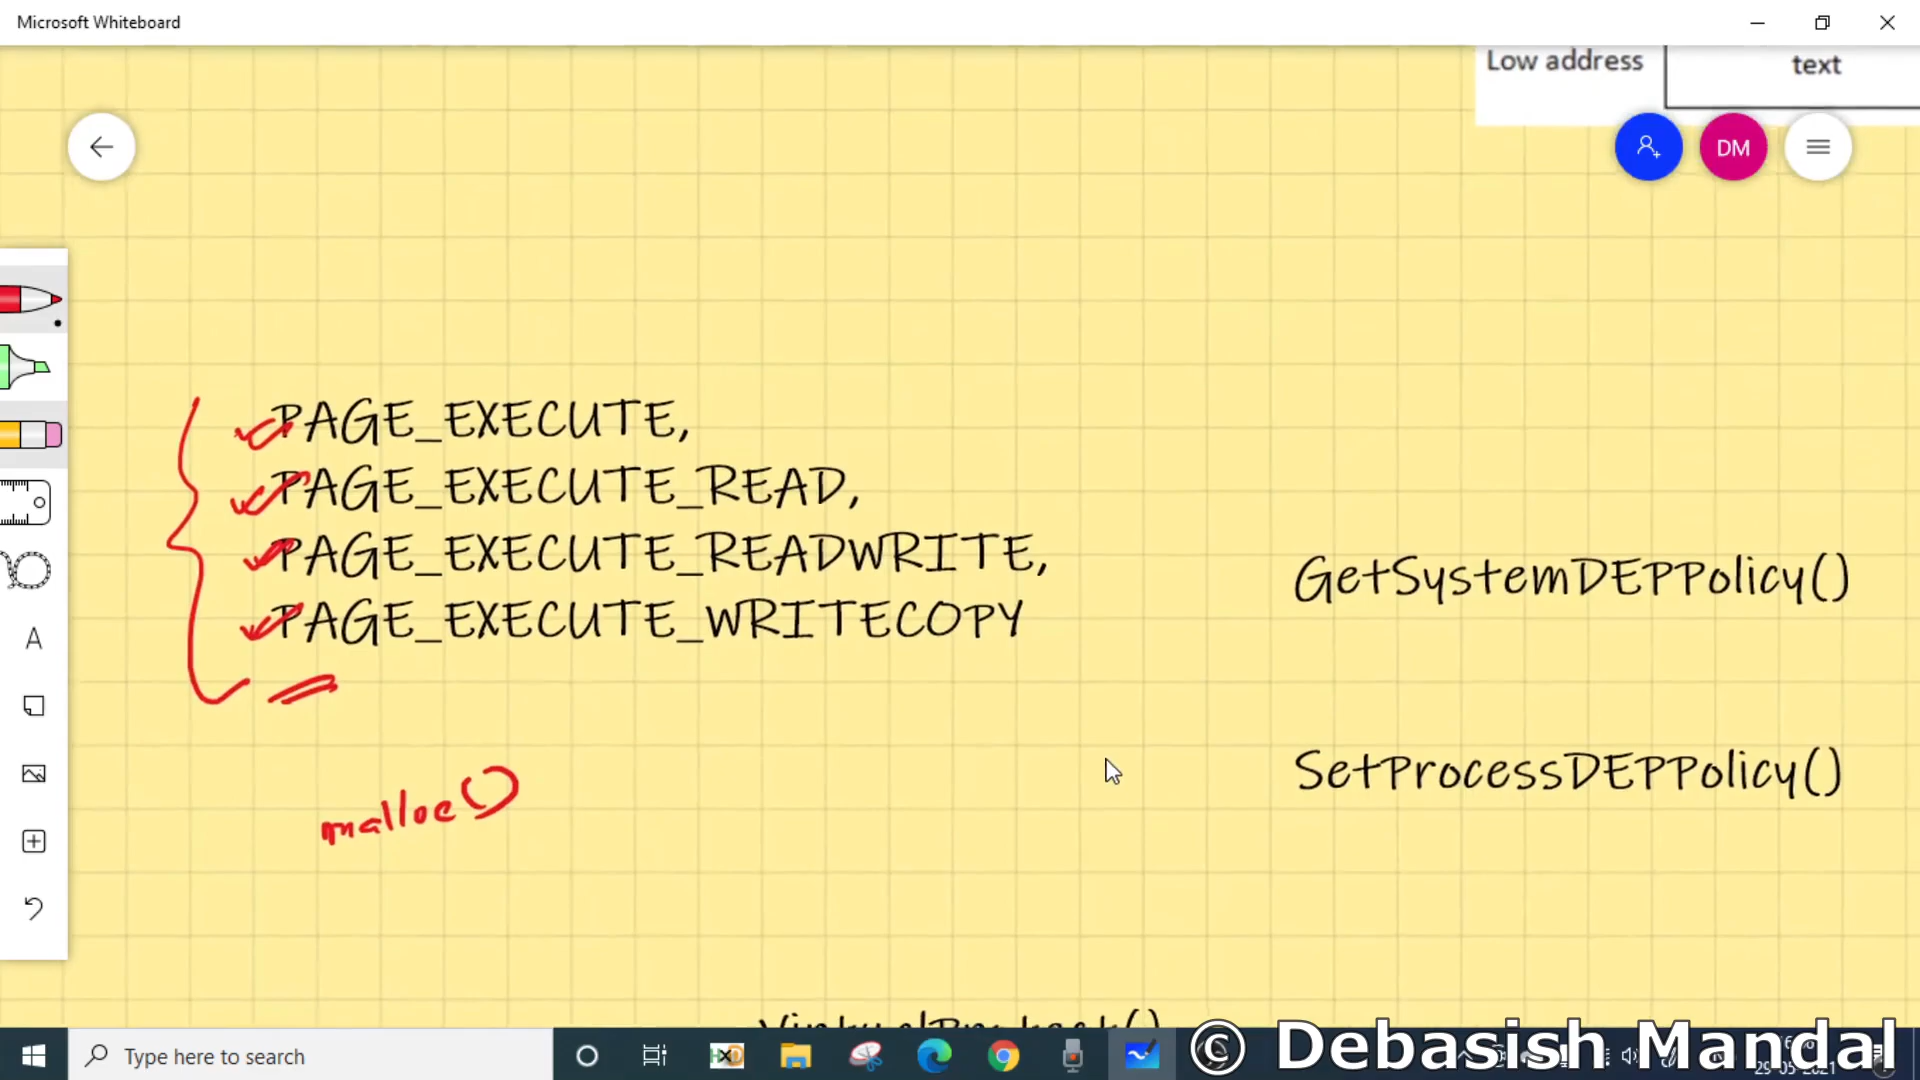 Microsoft Whiteboard
Low address
text
DM
PAGE_EXECUTE,
PAGE_EXECUTE_READ,
PAGE_EXECUTE_READWRITE,
PAGE_EXECUTE_WRITECOPY
GetSystemDEPPolicy()
SetProcessDEPPolicy()
malloc()
A
VirtualProtect()
Type here to search
© Debasish Mandal